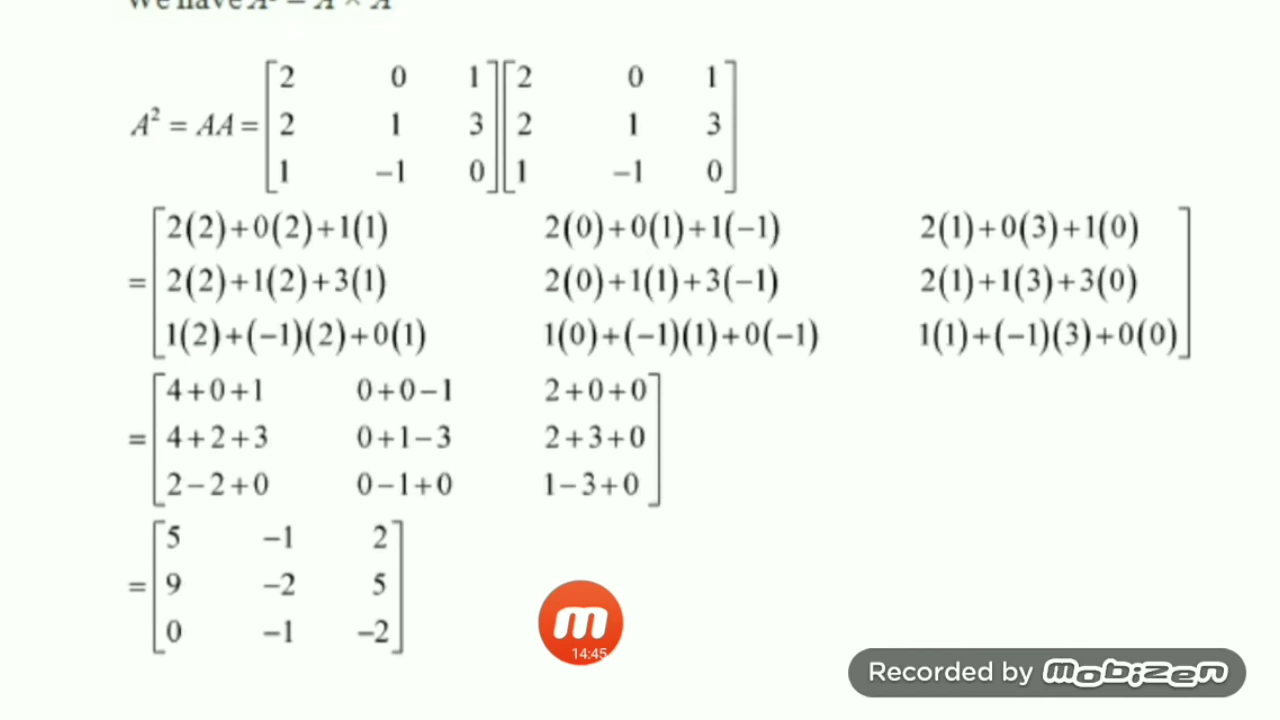 We have A² = A × A
A² = AA = [2 0 1] [2 0 1]
[2 1 3] [2 1 3]
[1 −1 0] [1 −1 0]
= [2(2)+0(2)+1(1) 2(0)+0(1)+1(−1) 2(1)+0(3)+1(0)]
[2(2)+1(2)+3(1) 2(0)+1(1)+3(−1) 2(1)+1(3)+3(0)]
[1(2)+(−1)(2)+0(1) 1(0)+(−1)(1)+0(−1) 1(1)+(−1)(3)+0(0)]
= [4+0+1 0+0−1 2+0+0]
[4+2+3 0+1−3 2+3+0]
[2−2+0 0−1+0 1−3+0]
= [5 −1 2]
[9 −2 5]
[0 −1 −2]
m
14:45
Recorded by mobizen